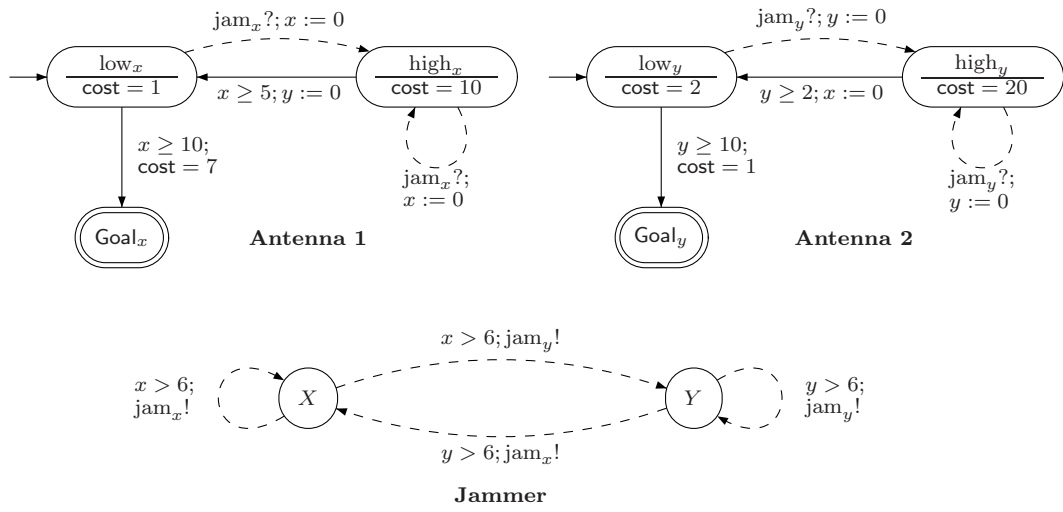 jam_x?; x := 0
low_x
cost = 1
high_x
cost = 10
x ≥ 5; y := 0
x ≥ 10;
cost = 7
jam_x?;
x := 0
Goal_x
Antenna 1
jam_y?; y := 0
low_y
cost = 2
high_y
cost = 20
y ≥ 2; x := 0
y ≥ 10;
cost = 1
jam_y?;
y := 0
Goal_y
Antenna 2
x > 6; jam_y!
x > 6;
jam_x!
X
Y
y > 6;
jam_y!
y > 6; jam_x!
Jammer